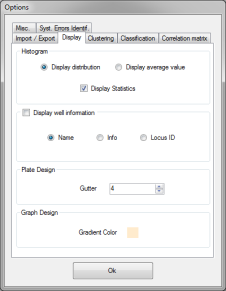 Options
Misc. Syst. Errors Identif.
Import / Export Display Clustering Classification Correlation matrix
Histogram
Display distribution Display average value
Display Statistics
Display well information
Name Info Locus ID
Plate Design
Gutter 4
Graph Design
Gradient Color
Ok